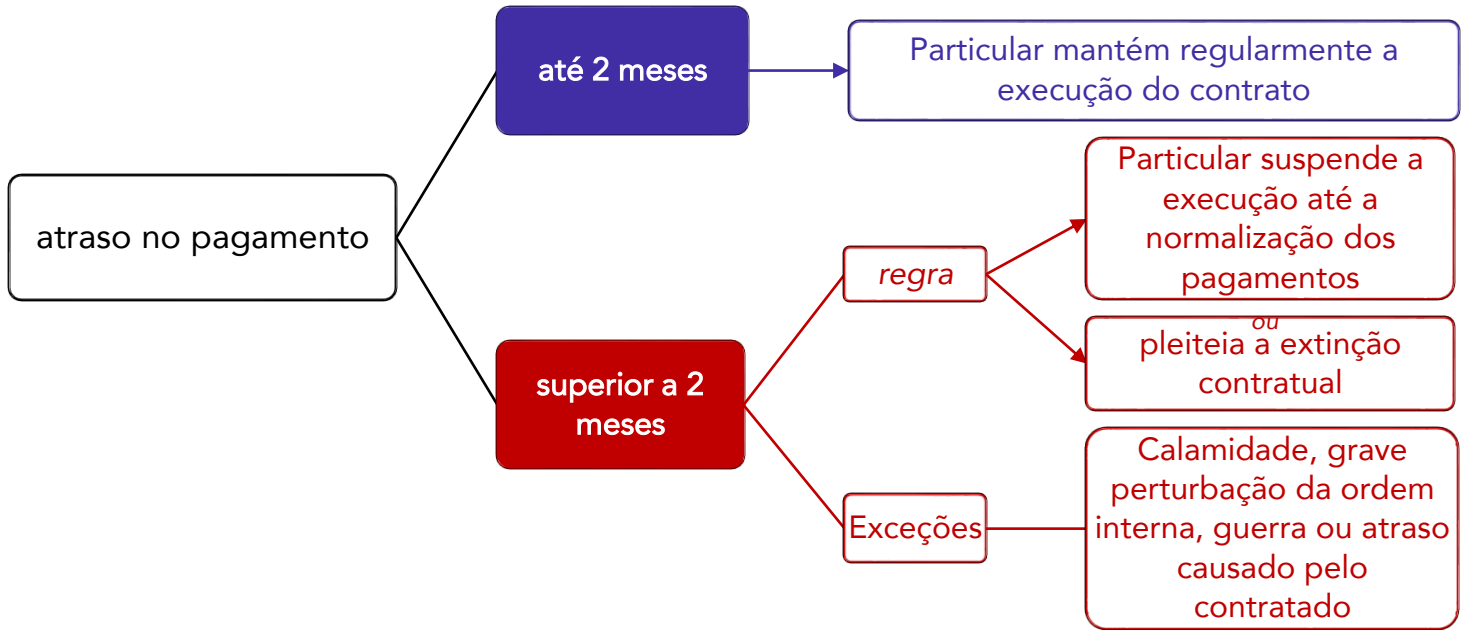 até 2 meses
Particular mantém regularmente a
execução do contrato
atraso no pagamento
superior a 2
meses
regra
Particular suspende a
execução até a
normalização dos
pagamentos
ou
pleiteia a extinção
contratual
Exceções
Calamidade, grave
perturbação da ordem
interna, guerra ou atraso
causado pelo
contratado